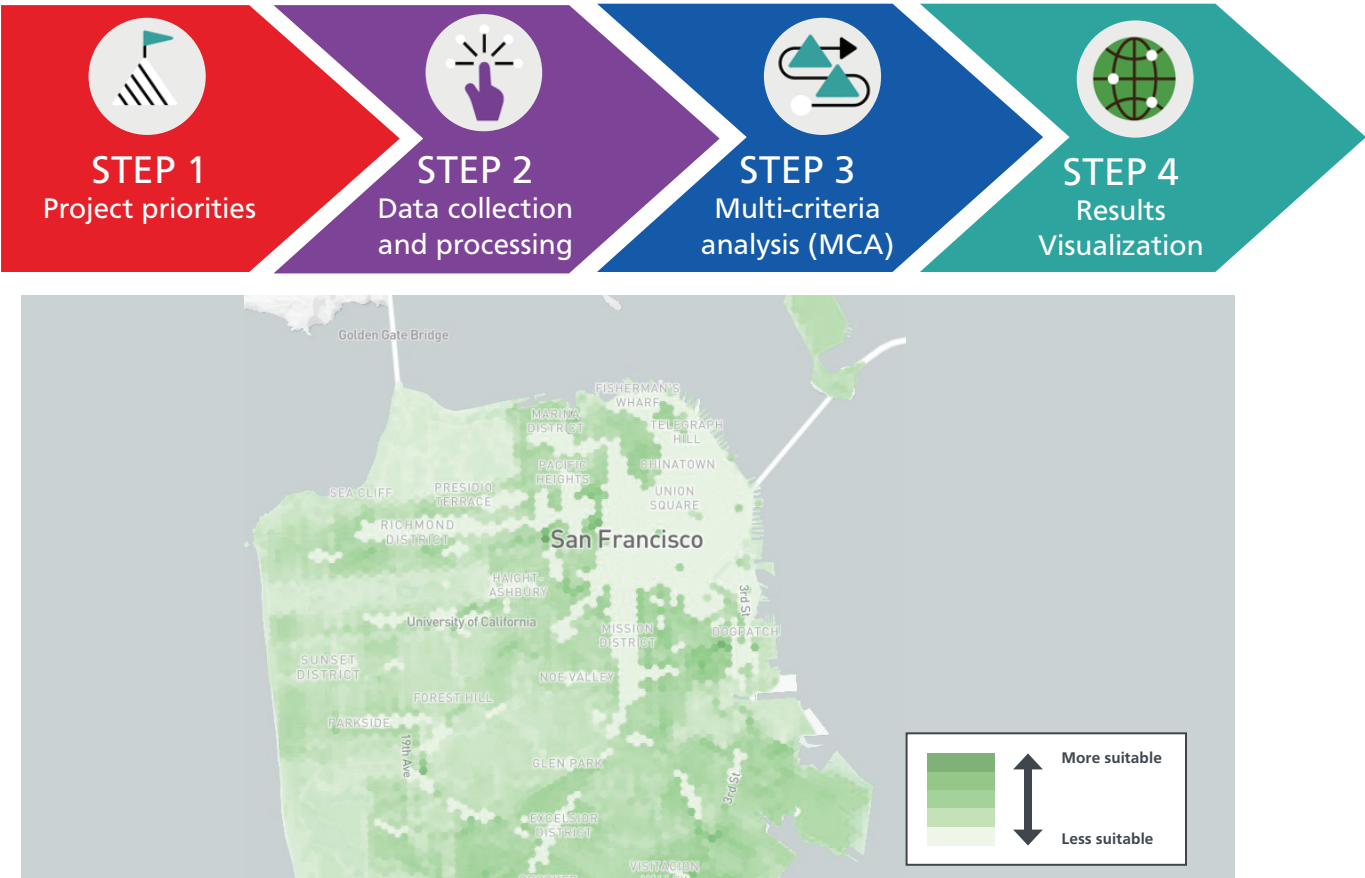 STEP 1
Project priorities
STEP 2
Data collection
and processing
STEP 3
Multi-criteria
analysis (MCA)
STEP 4
Results
Visualization
Golden Gate Bridge
FISHERMAN'S
WHARF
MARINA
DISTRICT
TELEGRAPH
HILL
PACIFIC
HEIGHTS
CHINATOWN
SEA CLIFF
PRESIDIO
TERRACE
UNION
SQUARE
RICHMOND
DISTRICT
San Francisco
HAIGHT-
ASHBURY
3rd St
University of California
MISSION
DISTRICT
DOGPATCH
SUNSET
DISTRICT
NOE VALLEY
FOREST HILL
PARKSIDE
19th Ave
GLEN PARK
3rd St
EXCELSIOR
DISTRICT
VISITACION
More suitable
Less suitable